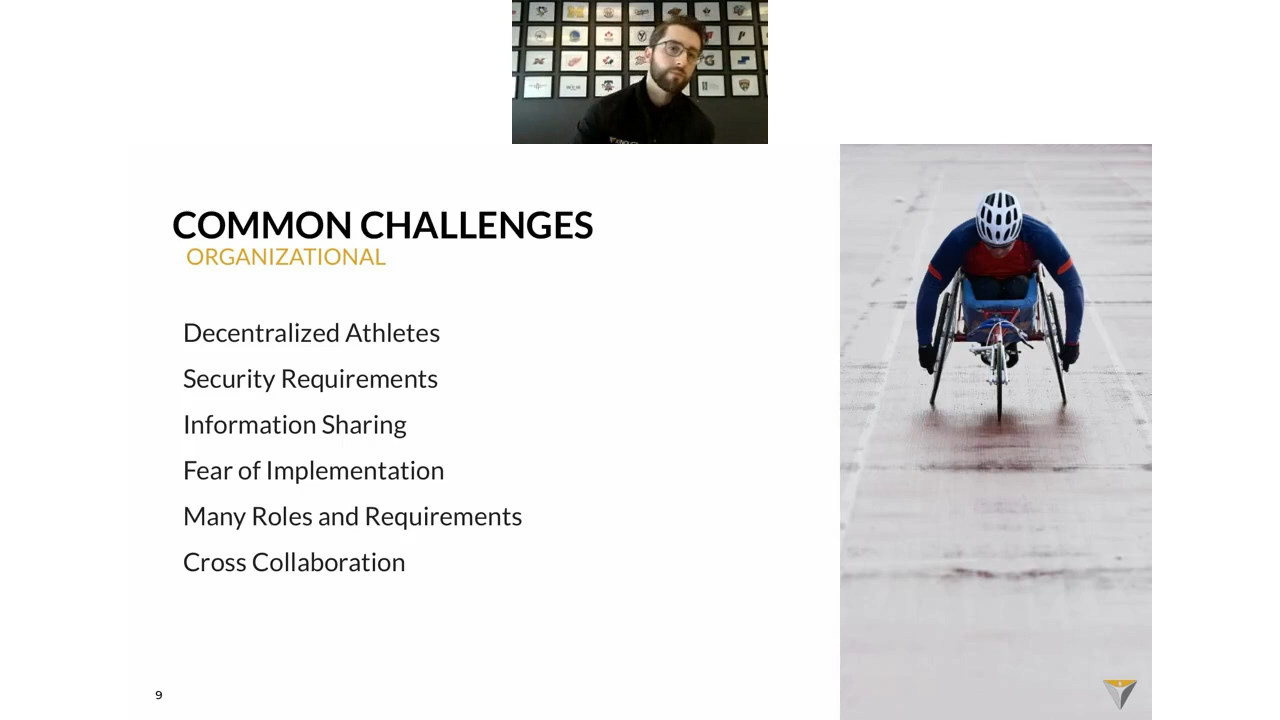 COMMON CHALLENGES
ORGANIZATIONAL
Decentralized Athletes
Security Requirements
Information Sharing
Fear of Implementation
Many Roles and Requirements
Cross Collaboration
9